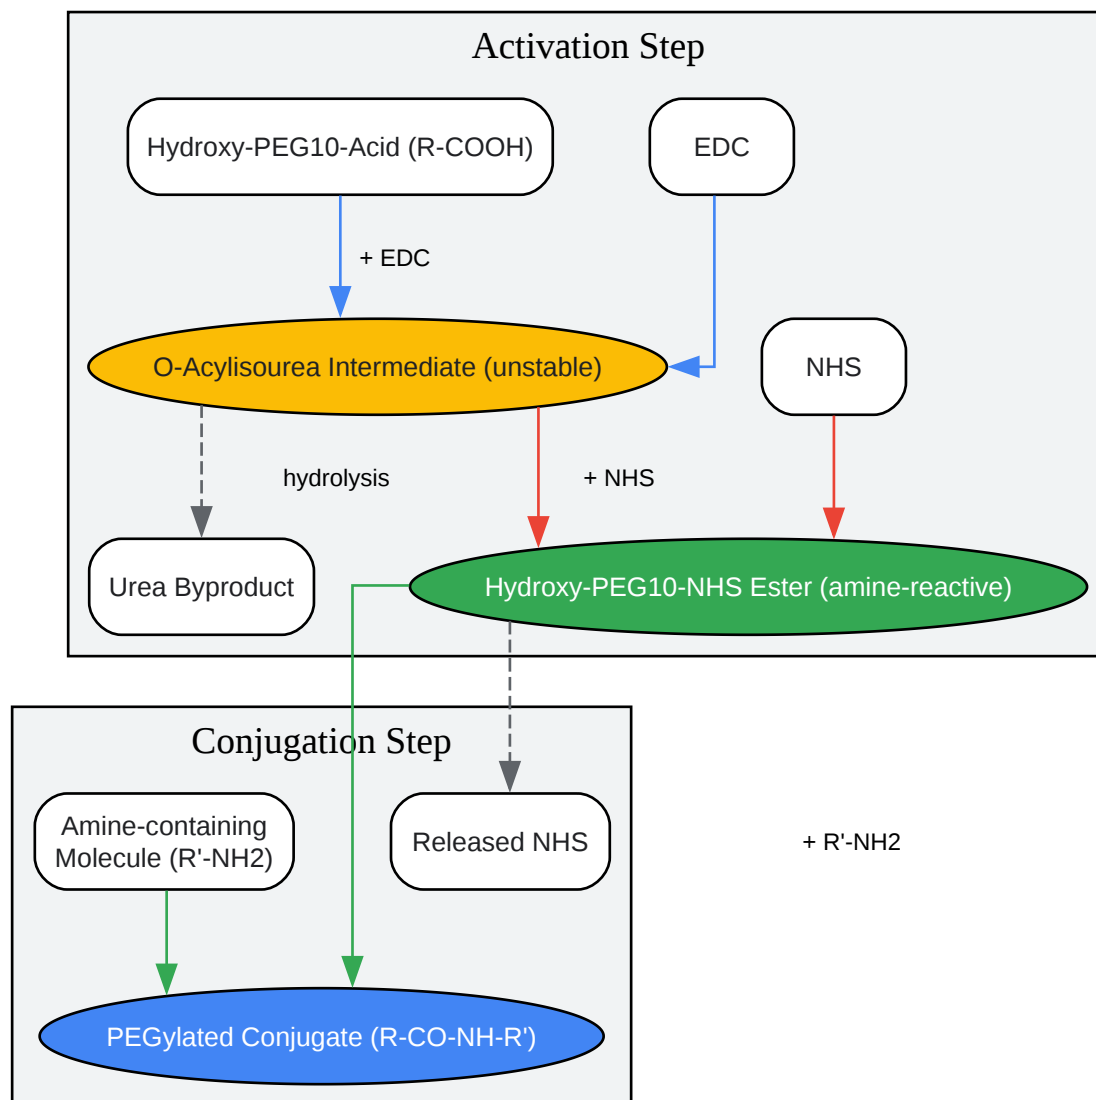 Activation Step
Hydroxy-PEG10-Acid (R-COOH)
EDC
+ EDC
O-Acylisourea Intermediate (unstable)
NHS
hydrolysis
+ NHS
Urea Byproduct
Hydroxy-PEG10-NHS Ester (amine-reactive)
Conjugation Step
Amine-containing
Molecule (R'-NH2)
Released NHS
+ R'-NH2
PEGylated Conjugate (R-CO-NH-R')